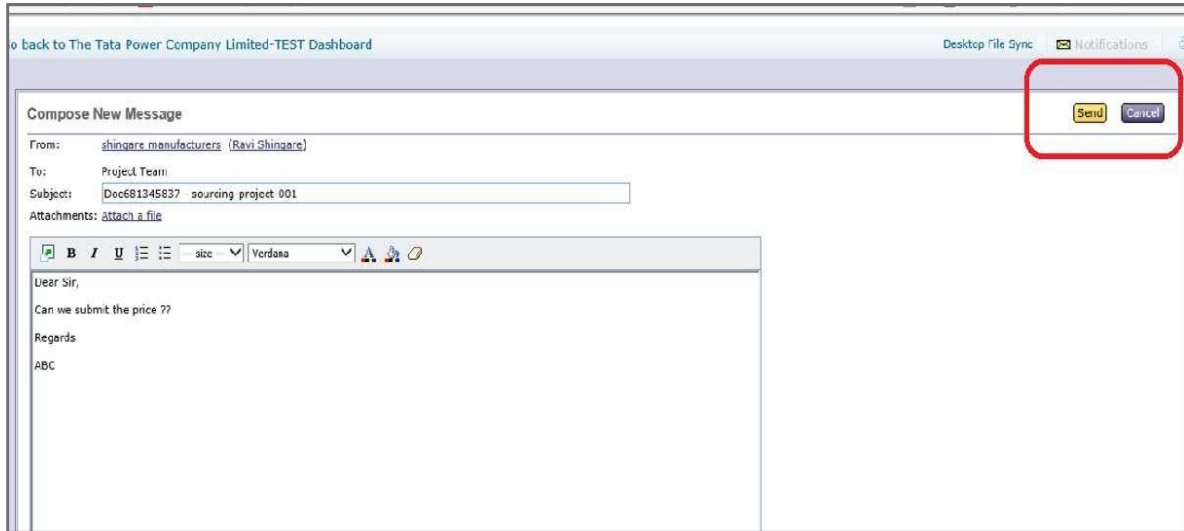 o back to The Tata Power Company Limited-TEST Dashboard Desktop File Sync Notifications
Compose New Message Send Cancel
From: shingare manufacturers (Ravi Shingare)
To: Project Team
Subject: Doc681345837 - sourcing project-001
Attachments: Attach a file
B I U -- size -- Verdana A
Dear Sir,
Can we submit the price ??
Regards
ABC